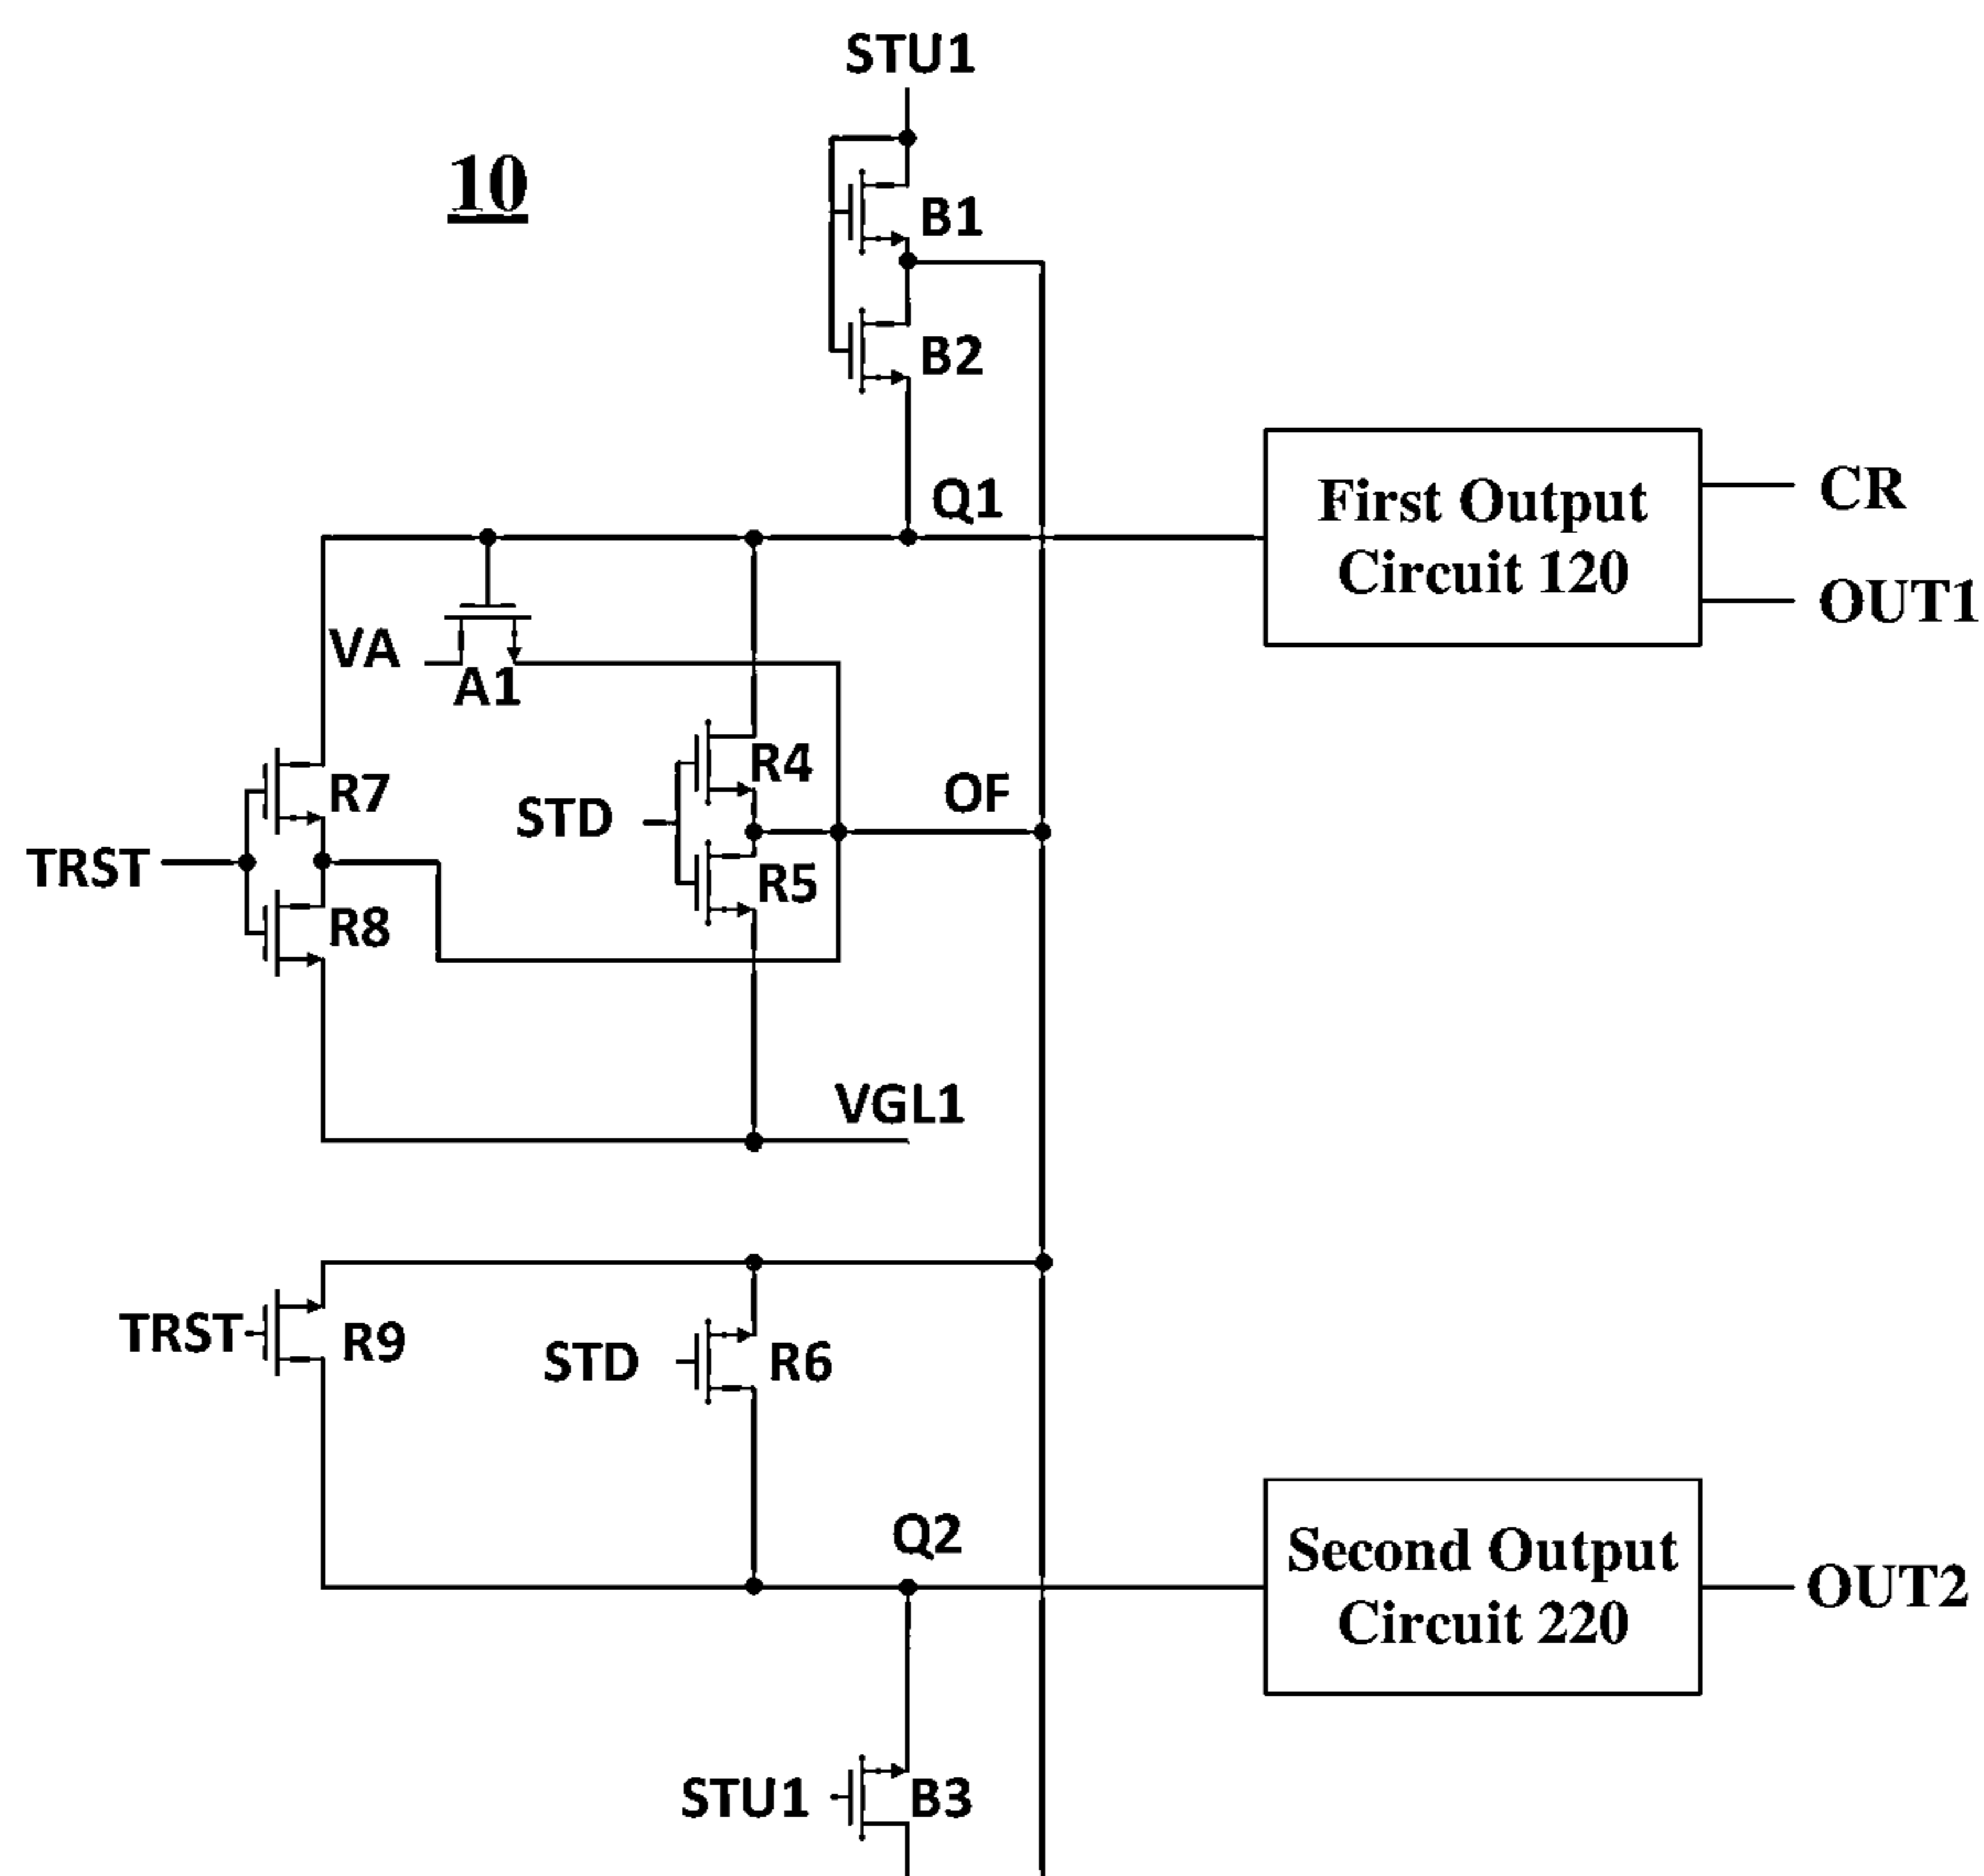 STU1
10
B1
B2
Q1
First Output
Circuit 120
CR
OUT1
VA
A1
R4
R7
STD
OF
TRST
R5
R8
VGL1
TRST
R9
STD
R6
Q2
Second Output
Circuit 220
OUT2
STU1
B3